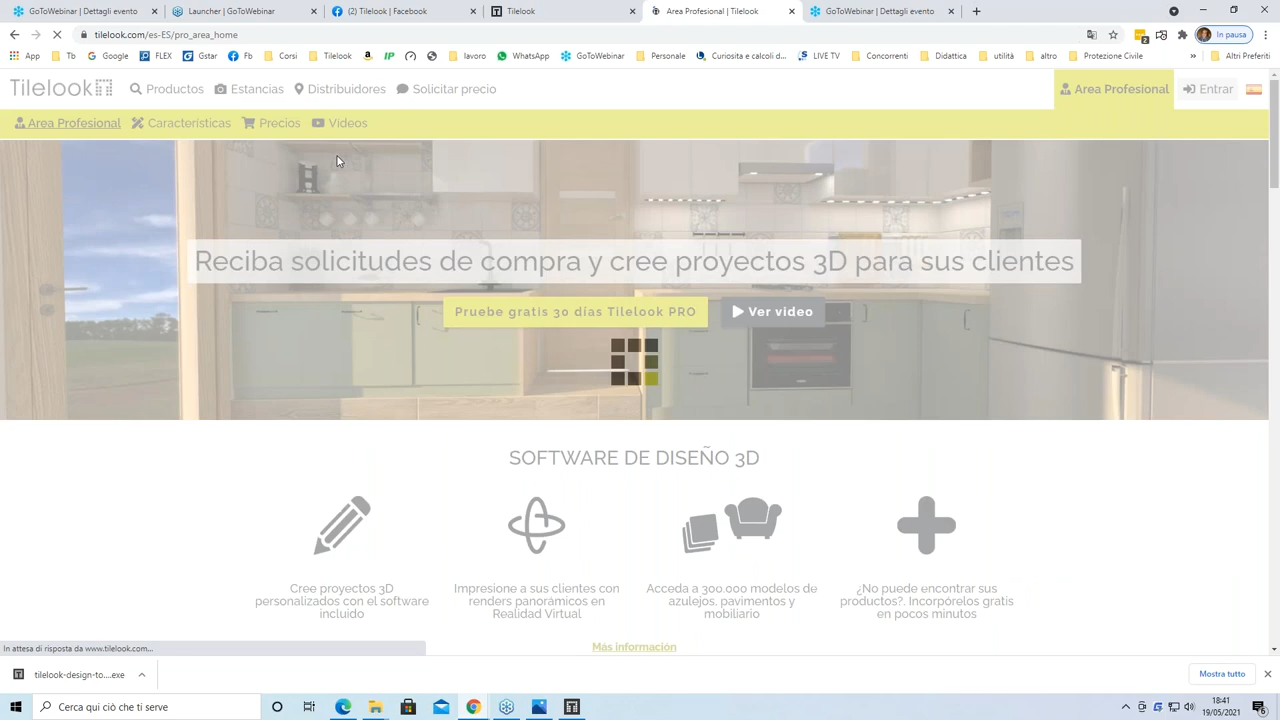 GoToWebinar | Dettagli evento
Launcher | GoToWebinar
(2) Tilelook | Facebook
Tilelook
Area Profesional | Tilelook
GoToWebinar | Dettagli evento
tilelook.com/es-ES/pro_area_home
In pausa
App
Tb
Google
FLEX
Gaetan
Fb
Corsi
Tilelook
IP
lavoro
WhatsApp
GoToWebinar
Personale
Curiosita e calcoli d...
LIVE TV
Concorrenti
Didattica
utilità
altro
Protezione Civile
»
Altri Preferiti
Tilelook
Productos
Estancias
Distribuidores
Solicitar precio
Area Profesional
Entrar
Area Profesional
Características
Precios
Videos
Reciba solicitudes de compra y cree proyectos 3D para sus clientes
Pruebe gratis 30 días Tilelook PRO
Ver video
SOFTWARE DE DISEÑO 3D
Cree proyectos 3D
personalizados con el software
incluido
Impresione a sus clientes con
renders panorámicos en
Realidad Virtual
Acceda a 300.000 modelos de
azulejos, pavimentos y
mobiliario
¿No puede encontrar sus
productos?. Incorpórelos gratis
en pocos minutos
Más información
In attesa di risposta da www.tilelook.com...
tilelook-design-to....exe
Mostra tutto
Cerca qui ciò che ti serve
18:41
19/05/2021